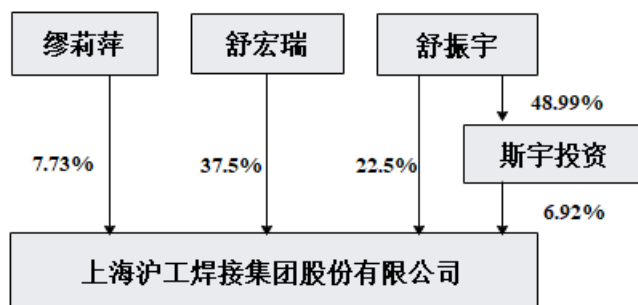 缪莉萍
舒宏瑞
舒振宇
48.99%
斯宇投资
7.73%
37.5%
22.5%
6.92%
上海沪工焊接集团股份有限公司